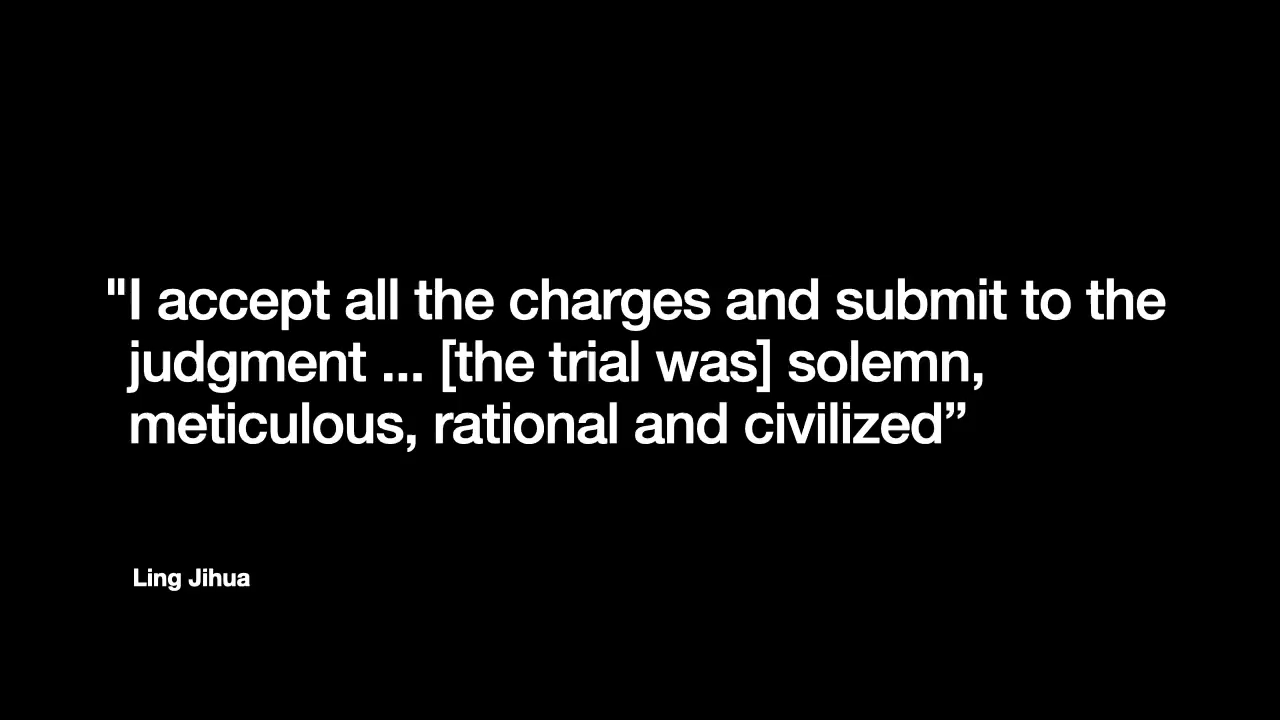 "I accept all the charges and submit to the
judgment ... [the trial was] solemn,
meticulous, rational and civilized”
Ling Jihua